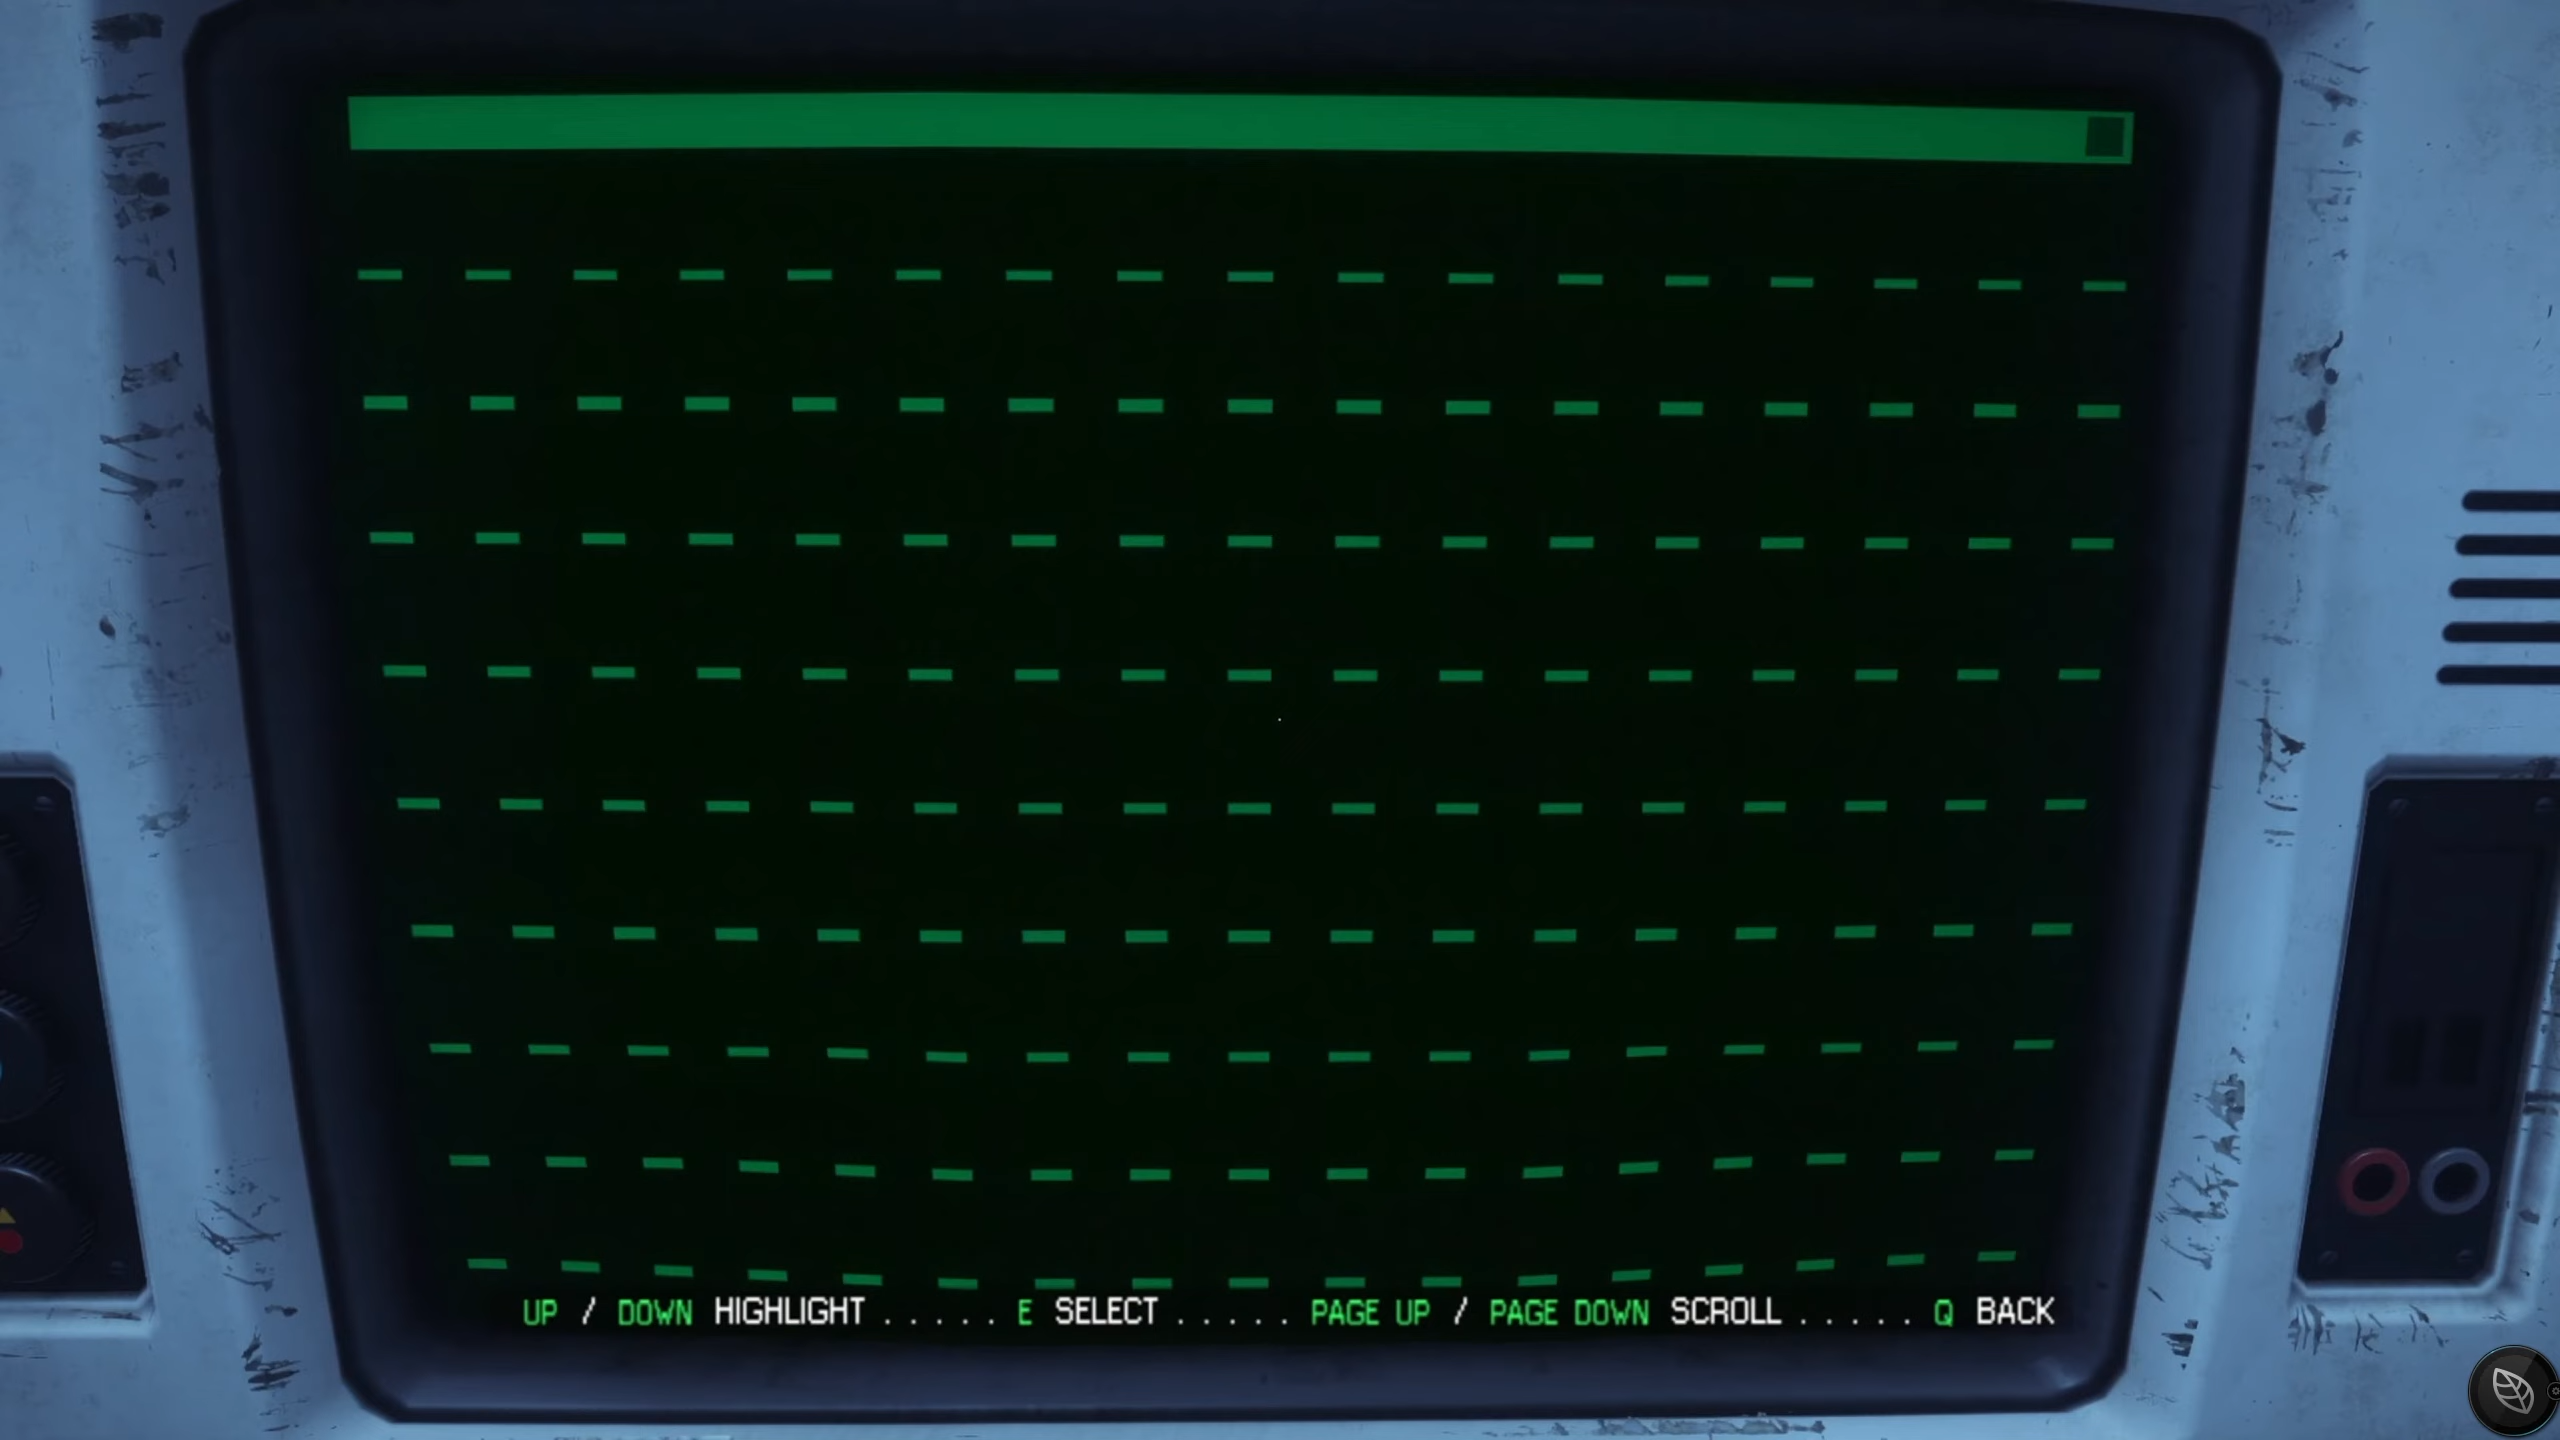 UP / DOWN HIGHLIGHT ..... E SELECT ..... PAGE UP / PAGE DOWN SCROLL ..... Q BACK